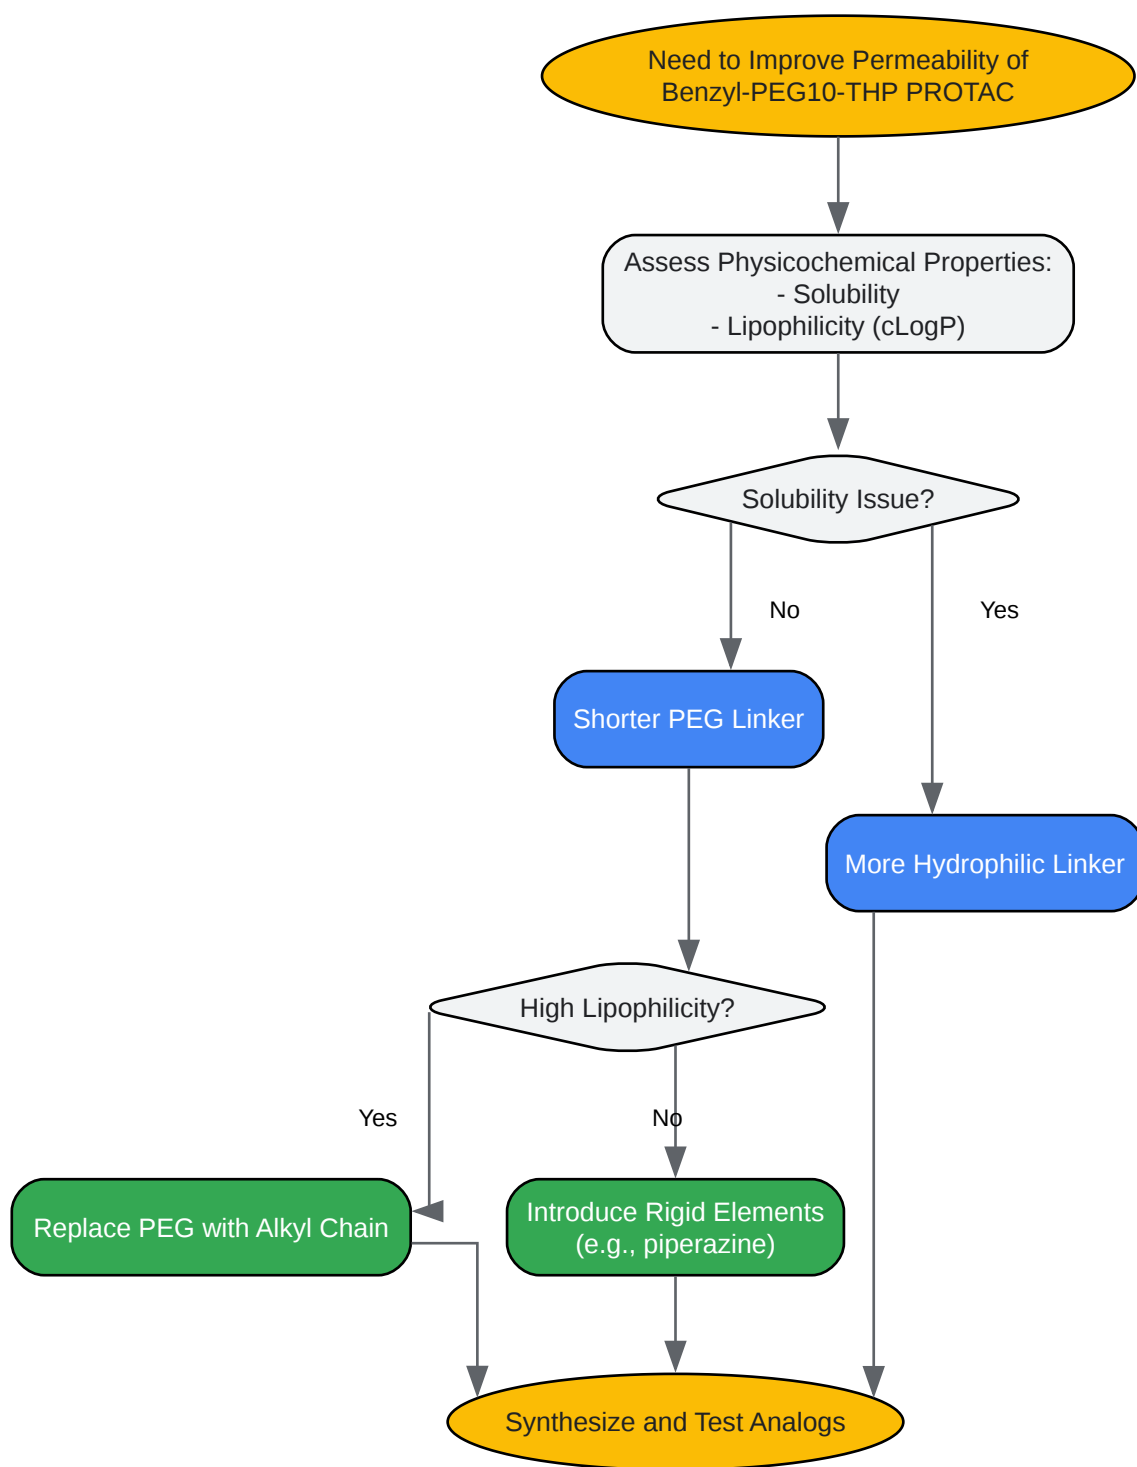 Need to Improve Permeability of
Benzyl-PEG10-THP PROTAC
Assess Physicochemical Properties:
- Solubility
- Lipophilicity (cLogP)
Solubility Issue?
No
Yes
Shorter PEG Linker
More Hydrophilic Linker
High Lipophilicity?
Yes
No
Replace PEG with Alkyl Chain
Introduce Rigid Elements
(e.g., piperazine)
Synthesize and Test Analogs